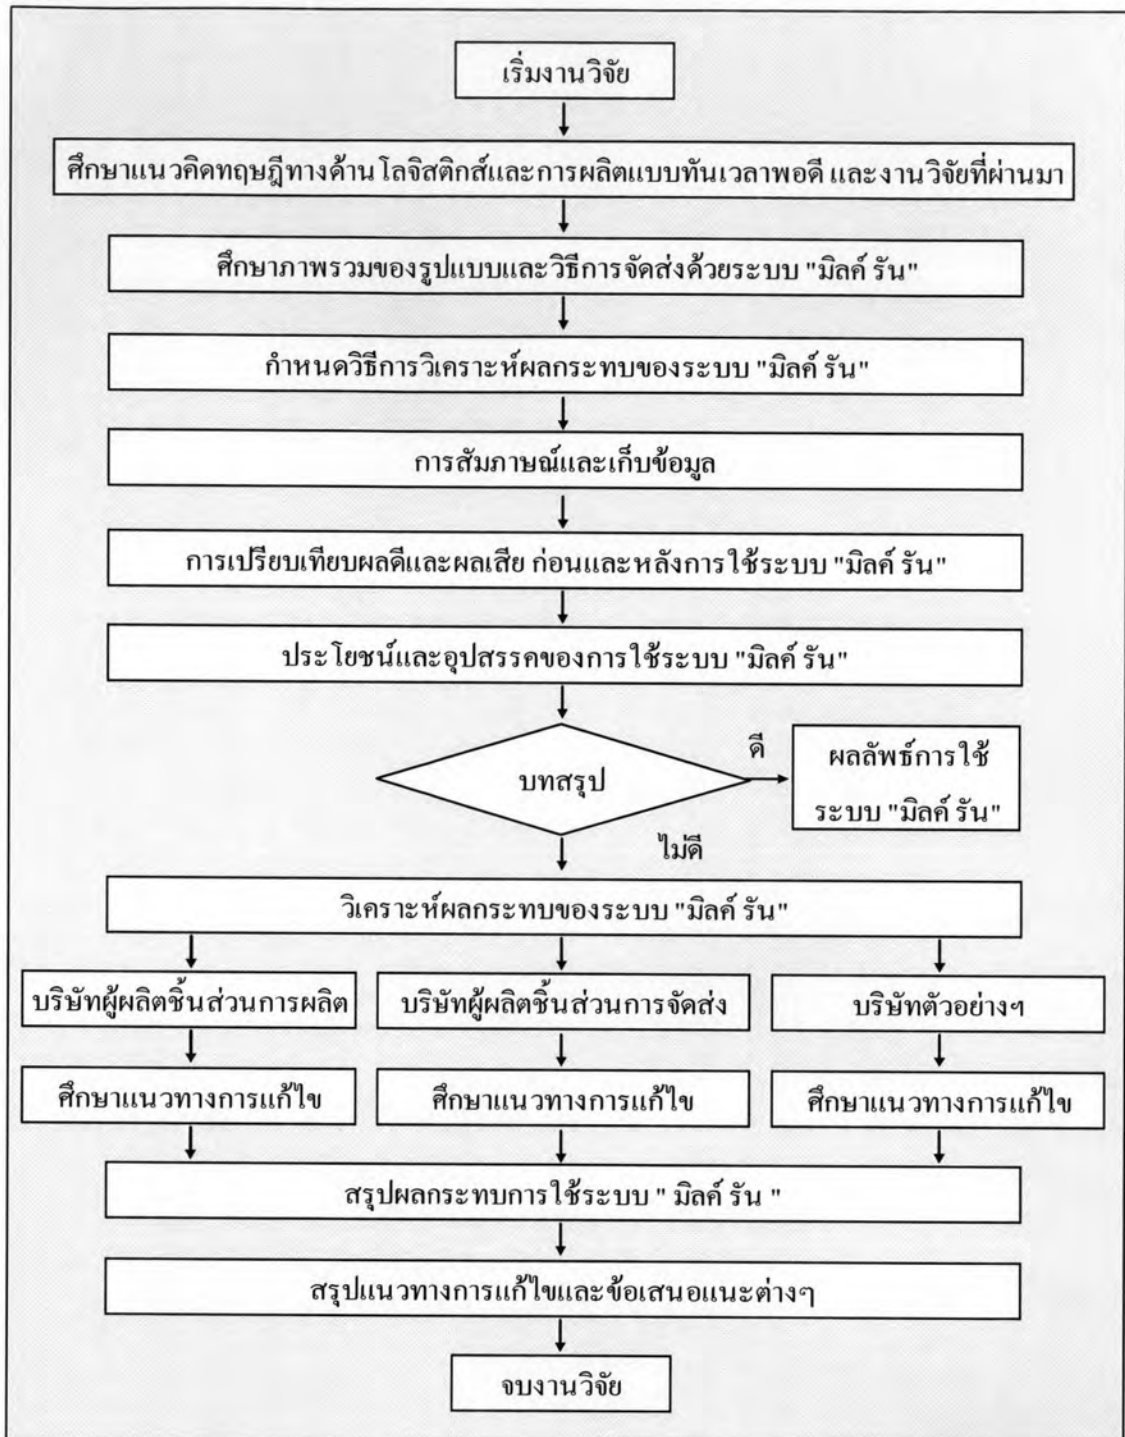 เริ่มงานวิจัย
ศึกษาแนวคิดทฤษฎีทางด้านโลจิสติกส์และการผลิตแบบทันเวลาพอดี และงานวิจัยที่ผ่านมา
ศึกษาภาพรวมของรูปแบบและวิธีการจัดส่งด้วยระบบ "มิลค์ รัน"
กำหนดวิธีการวิเคราะห์ผลกระทบของระบบ "มิลค์ รัน"
การสัมภาษณ์และเก็บข้อมูล
การเปรียบเทียบผลดีและผลเสีย ก่อนและหลังการใช้ระบบ "มิลค์ รัน"
ประโยชน์และอุปสรรคของการใช้ระบบ "มิลค์ รัน"
บทสรุป
ดี
ผลลัพธ์การใช้
ระบบ "มิลค์ รัน"
ไม่ดี
วิเคราะห์ผลกระทบของระบบ "มิลค์ รัน"
บริษัทผู้ผลิตชิ้นส่วนการผลิต
บริษัทผู้ผลิตชิ้นส่วนการจัดส่ง
บริษัทตัวอย่างฯ
ศึกษาแนวทางการแก้ไข
ศึกษาแนวทางการแก้ไข
ศึกษาแนวทางการแก้ไข
สรุปผลกระทบการใช้ระบบ " มิลค์ รัน "
สรุปแนวทางการแก้ไขและข้อเสนอแนะต่างๆ
จบงานวิจัย